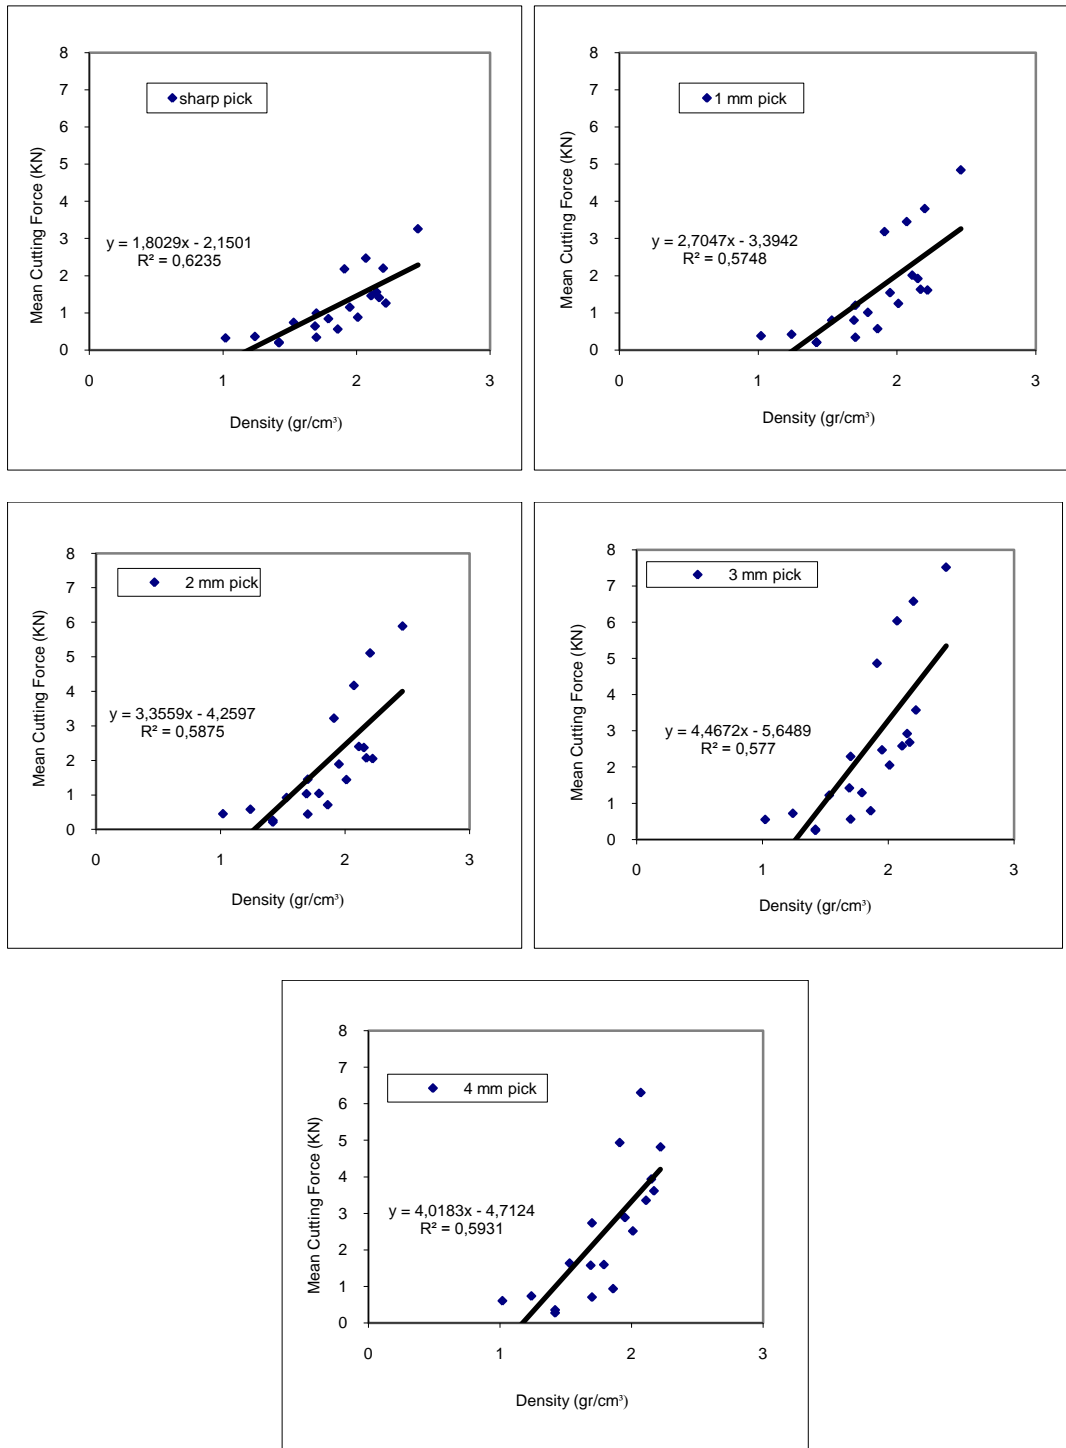 8
7
6
5
4
3
2
1
0
Mean Cutting Force (KN)
sharp pick
y = 1,8029x - 2,1501
R² = 0,6235
0 1 2 3
Density (gr/cm³)
8
7
6
5
4
3
2
1
0
Mean Cutting Force (KN)
1 mm pick
y = 2,7047x - 3,3942
R² = 0,5748
0 1 2 3
Density (gr/cm³)
8
7
6
5
4
3
2
1
0
Mean Cutting Force (KN)
2 mm pick
y = 3,3559x - 4,2597
R² = 0,5875
0 1 2 3
Density (gr/cm³)
8
7
6
5
4
3
2
1
0
Mean Cutting Force (KN)
3 mm pick
y = 4,4672x - 5,6489
R² = 0,577
0 1 2 3
Density (gr/cm³)
8
7
6
5
4
3
2
1
0
Mean Cutting Force (KN)
4 mm pick
y = 4,0183x - 4,7124
R² = 0,5931
0 1 2 3
Density (gr/cm³)